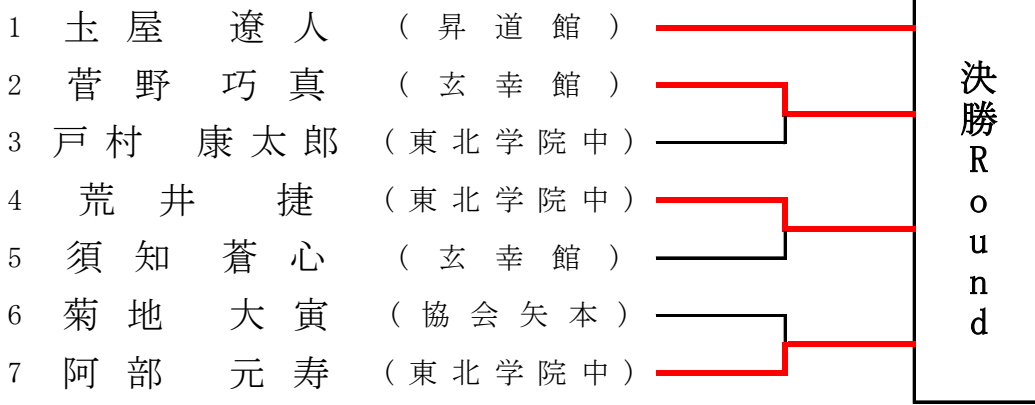 1 土屋 遼人 (昇道館)
2 菅野 巧真 (玄幸館)
3 戸村 康太郎 (東北学院中)
4 荒井 捷 (東北学院中)
5 須知 蒼心 (玄幸館)
6 菊地 大寅 (協会矢本)
7 阿部 元寿 (東北学院中)
決勝Round